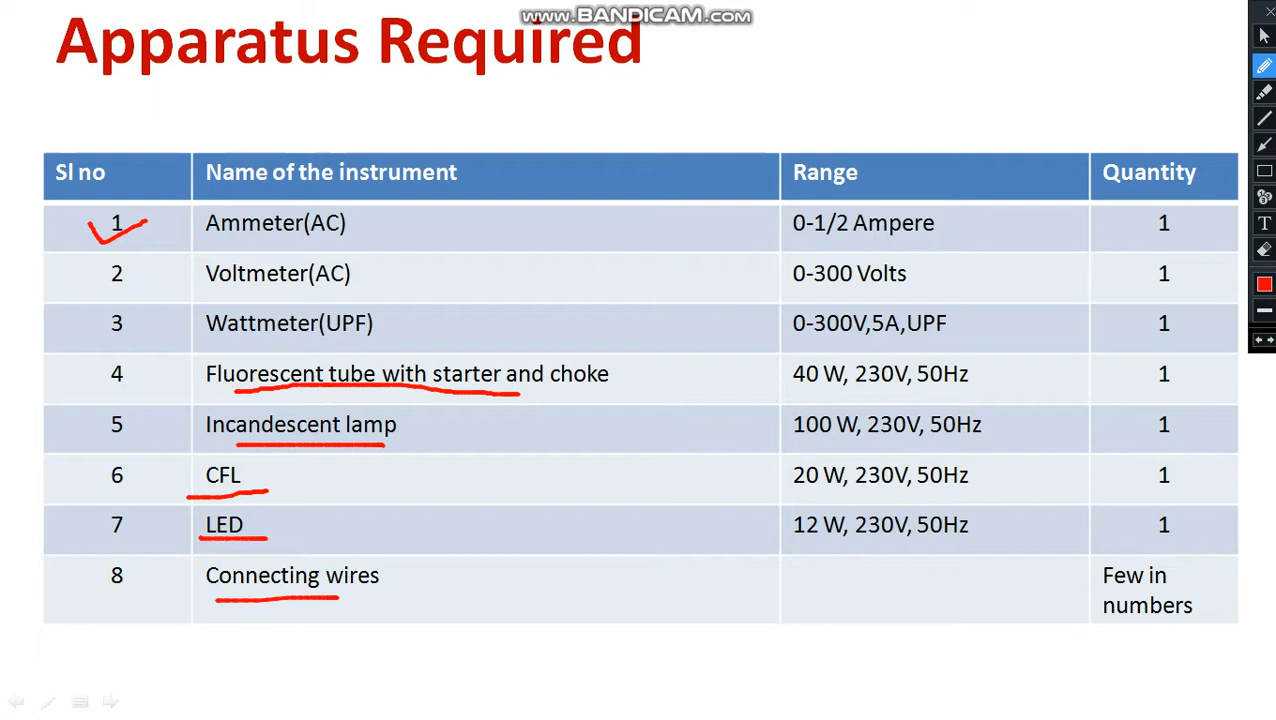 www.BANDICAM.com
Apparatus Required
Sl no Name of the instrument Range Quantity
1 Ammeter(AC) 0-1/2 Ampere 1
2 Voltmeter(AC) 0-300 Volts 1
3 Wattmeter(UPF) 0-300V,5A,UPF 1
4 Fluorescent tube with starter and choke 40 W, 230V, 50Hz 1
5 Incandescent lamp 100 W, 230V, 50Hz 1
6 CFL 20 W, 230V, 50Hz 1
7 LED 12 W, 230V, 50Hz 1
8 Connecting wires Few in
numbers